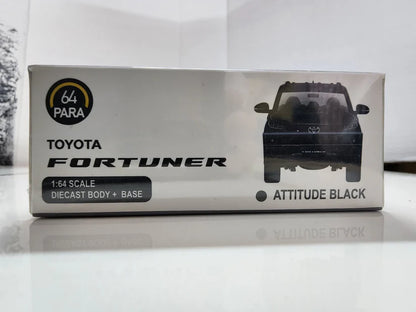 64
PARA
TOYOTA
FORTUNER
1:64 SCALE
DIECAST BODY + BASE
ATTITUDE BLACK